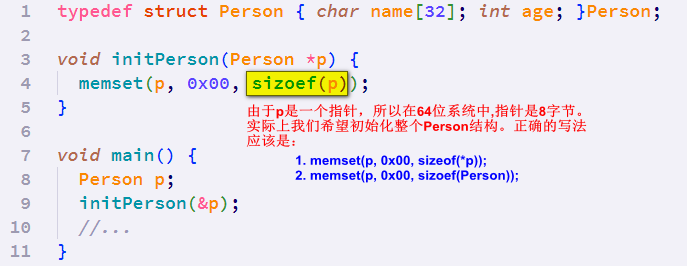 1 typedef struct Person { char name[32]; int age; }Person;
2
3 void initPerson(Person *p) {
4 memset(p, 0x00, sizoef(p));
5 }
由于p是一个指针，所以在64位系统中,指针是8字节。
实际上我们希望初始化整个Person结构。正确的写法
应该是：
1. memset(p, 0x00, sizeof(*p));
2. memset(p, 0x00, sizoef(Person));
6
7 void main() {
8 Person p;
9 initPerson(&p);
10 //...
11 }